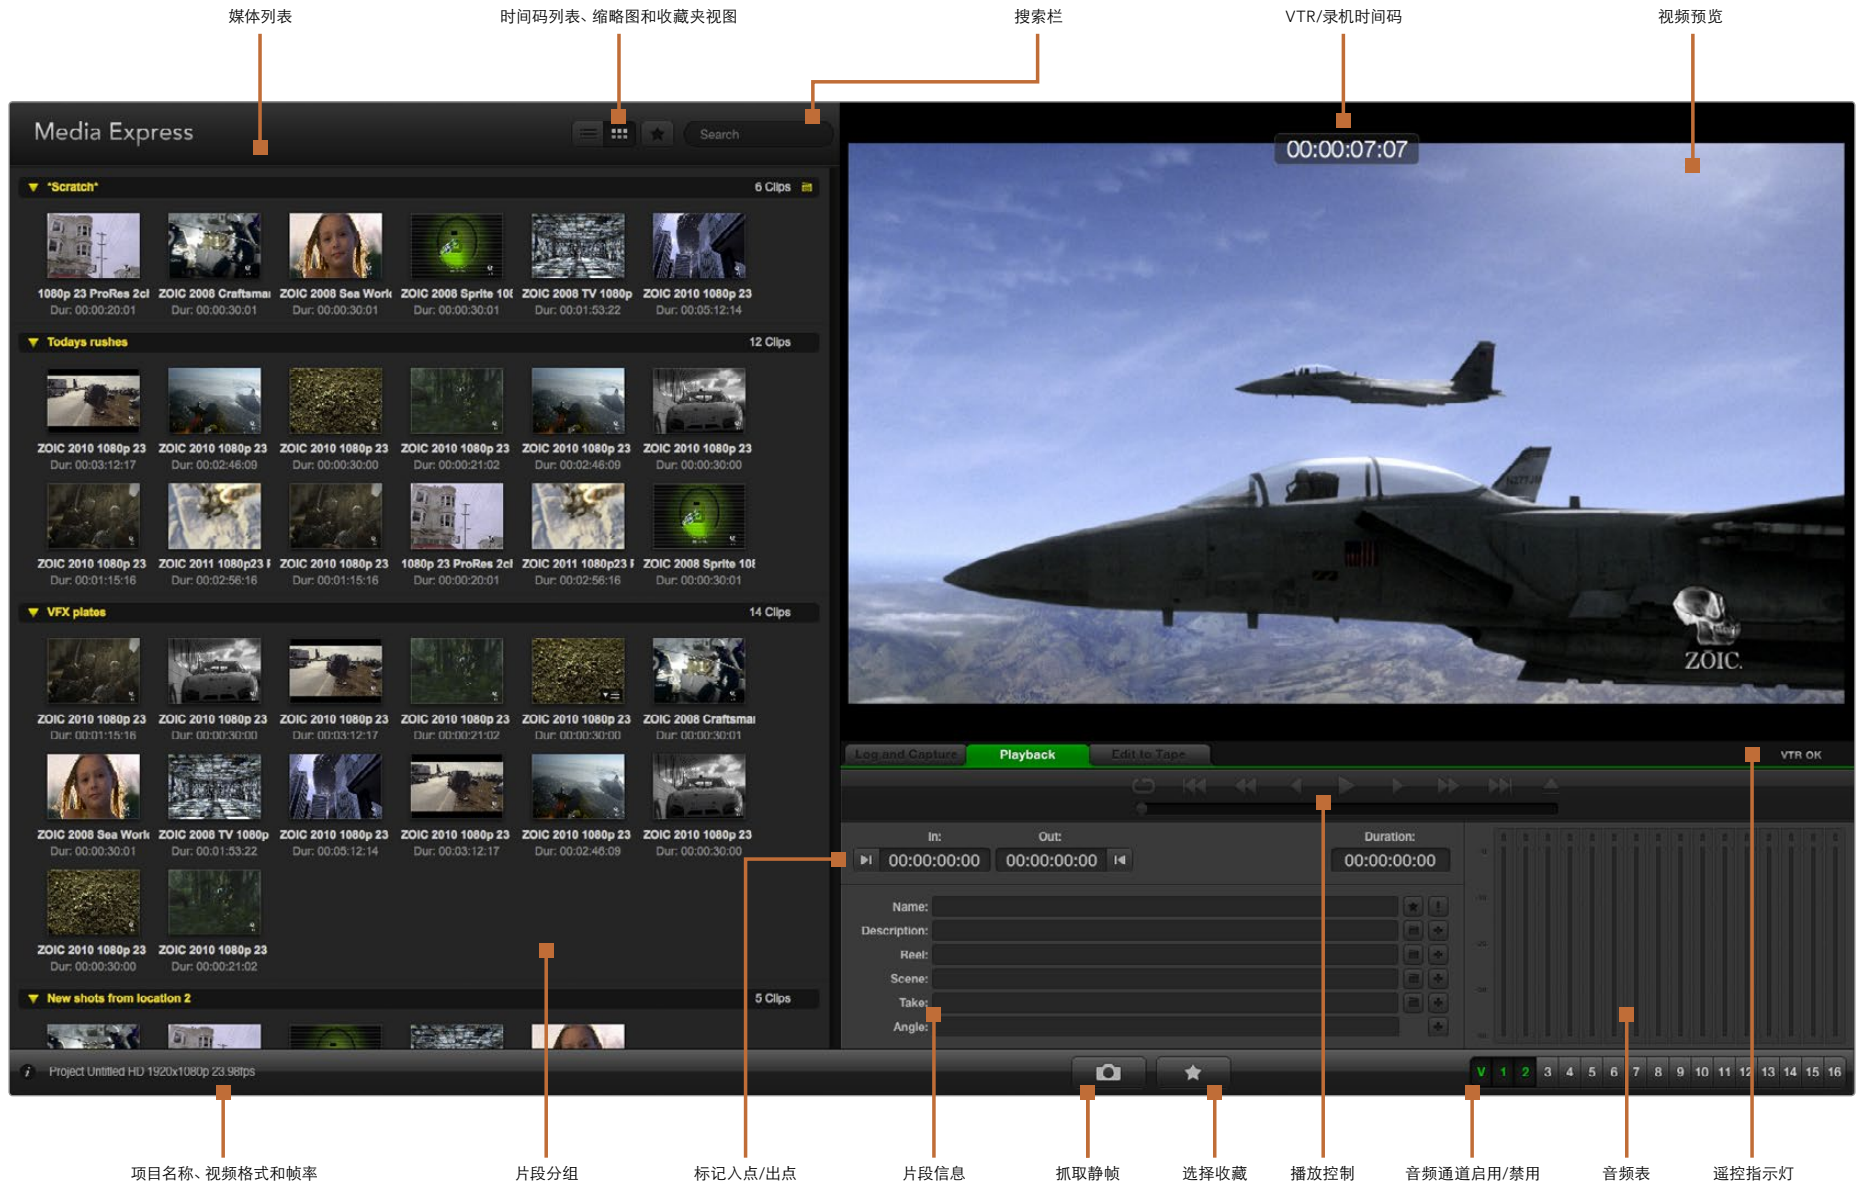 媒体列表
时间码列表、缩略图和收藏夹视图
搜索栏
VTR/录机时间码
视频预览
Media Express
Search
00:00:07:07
*Scratch*
6 Clips
1080p 23 ProRes 2cl
ZOIC 2008 Craftsmai
ZOIC 2008 Sea Worl
ZOIC 2008 Sprite 108
ZOIC 2008 TV 1080p
ZOIC 2010 1080p 23
Dur: 00:00:20:01
Dur: 00:00:30:01
Dur: 00:00:30:01
Dur: 00:00:30:01
Dur: 00:01:53:22
Dur: 00:05:12:14
Todays rushes
12 Clips
ZOIC 2010 1080p 23
ZOIC 2010 1080p 23
ZOIC 2010 1080p 23
ZOIC 2010 1080p 23
ZOIC 2010 1080p 23
ZOIC 2010 1080p 23
Dur: 00:03:12:17
Dur: 00:02:46:09
Dur: 00:00:30:00
Dur: 00:00:21:02
Dur: 00:02:46:09
Dur: 00:00:30:00
ZOIC 2010 1080p 23
ZOIC 2011 1080p23 F
ZOIC 2010 1080p 23
1080p 23 ProRes 2cl
ZOIC 2011 1080p23 F
ZOIC 2008 Sprite 108
Dur: 00:01:15:16
Dur: 00:02:56:16
Dur: 00:01:15:16
Dur: 00:00:20:01
Dur: 00:02:56:16
Dur: 00:00:30:01
VFX plates
14 Clips
ZOIC 2010 1080p 23
ZOIC 2010 1080p 23
ZOIC 2010 1080p 23
ZOIC 2010 1080p 23
ZOIC 2010 1080p 23
ZOIC 2008 Craftsmai
Dur: 00:01:15:16
Dur: 00:00:30:00
Dur: 00:03:12:17
Dur: 00:00:21:02
Dur: 00:00:30:00
Dur: 00:00:30:01
ZOIC 2008 Sea Worl
ZOIC 2008 TV 1080p
ZOIC 2010 1080p 23
ZOIC 2010 1080p 23
ZOIC 2010 1080p 23
ZOIC 2010 1080p 23
Dur: 00:00:30:01
Dur: 00:01:53:22
Dur: 00:05:12:14
Dur: 00:03:12:17
Dur: 00:02:46:09
Dur: 00:00:30:00
ZOIC 2010 1080p 23
ZOIC 2010 1080p 23
Dur: 00:00:30:00
Dur: 00:00:21:02
New shots from location 2
5 Clips
Project Untitled HD 1920x1080p 23.98fps
ZŌIC.
Log and Capture
Playback
Edit to Tape
VTR OK
In:
Out:
Duration:
00:00:00:00
00:00:00:00
00:00:00:00
Name:
Description:
Reel:
Scene:
Take:
Angle:
V 1 2 3 4 5 6 7 8 9 10 11 12 13 14 15 16
项目名称、视频格式和帧率
片段分组
标记入点/出点
片段信息
抓取静帧
选择收藏
播放控制
音频通道启用/禁用
音频表
遥控指示灯